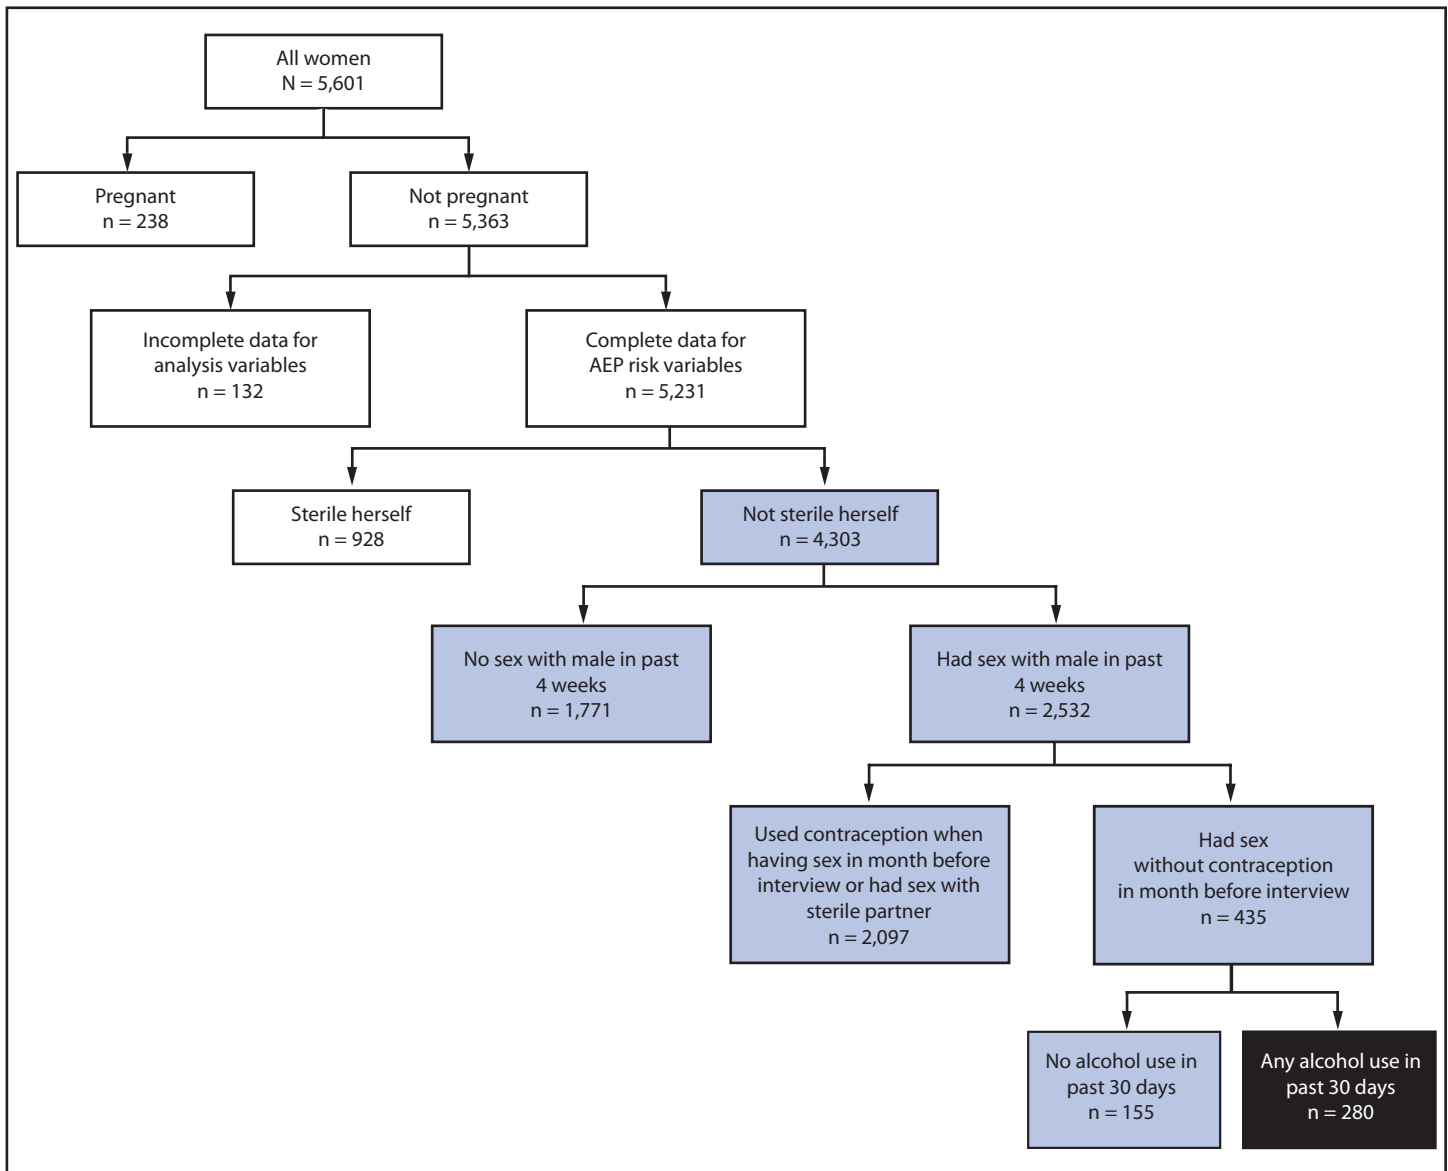 All women
N = 5,601
Pregnant
n = 238
Not pregnant
n = 5,363
Incomplete data for
analysis variables
n = 132
Complete data for
AEP risk variables
n = 5,231
Sterile herself
n = 928
Not sterile herself
n = 4,303
No sex with male in past
4 weeks
n = 1,771
Had sex with male in past
4 weeks
n = 2,532
Used contraception when
having sex in month before
interview or had sex with
sterile partner
n = 2,097
Had sex
without contraception
in month before interview
n = 435
No alcohol use in
past 30 days
n = 155
Any alcohol use in
past 30 days
n = 280